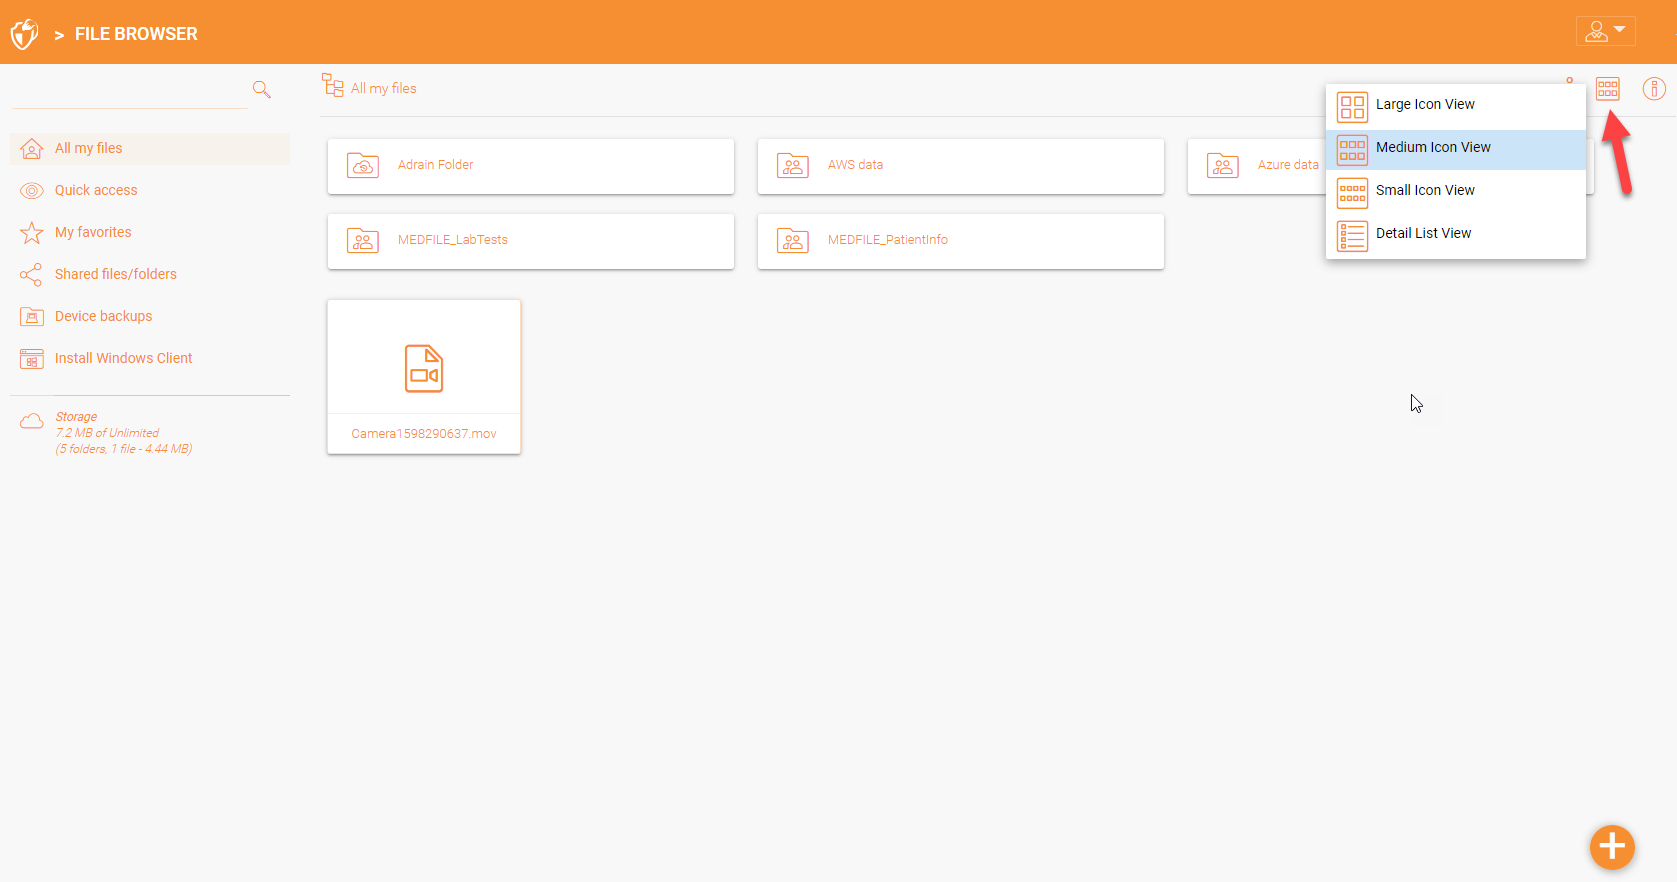 > FILE BROWSER
All my files
Quick access
My favorites
Shared files/folders
Device backups
Install Windows Client
Storage
7.2 MB of Unlimited
(5 folders, 1 file - 4.44 MB)
All my files
Adrain Folder
AWS data
Azure data
MEDFILE_LabTests
MEDFILE_PatientInfo
Camera1598290637.mov
Large Icon View
Medium Icon View
Small Icon View
Detail List View